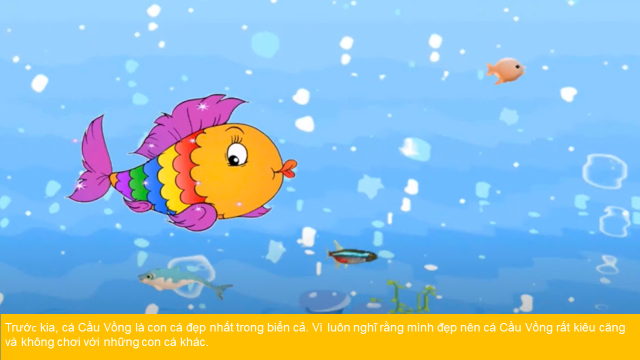 Trước kia, cá Cầu Vồng là con cá đẹp nhất trong biển cả. Vì luôn nghĩ rằng mình đẹp nên cá Cầu Vồng rất kiêu căng
và không chơi với những con cá khác.